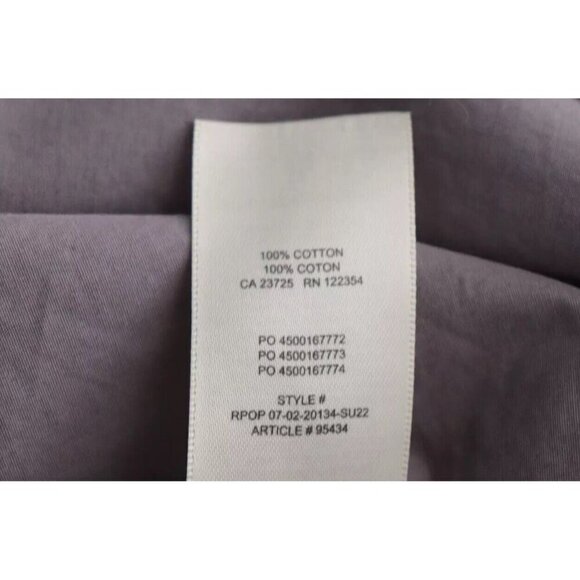 100% COTTON
100% COTON
CA 23725 RN 122354
PO 4500167772
PO 4500167773
PO 4500167774
STYLE #
RPOP 07-02-20134-SU22
ARTICLE # 95434